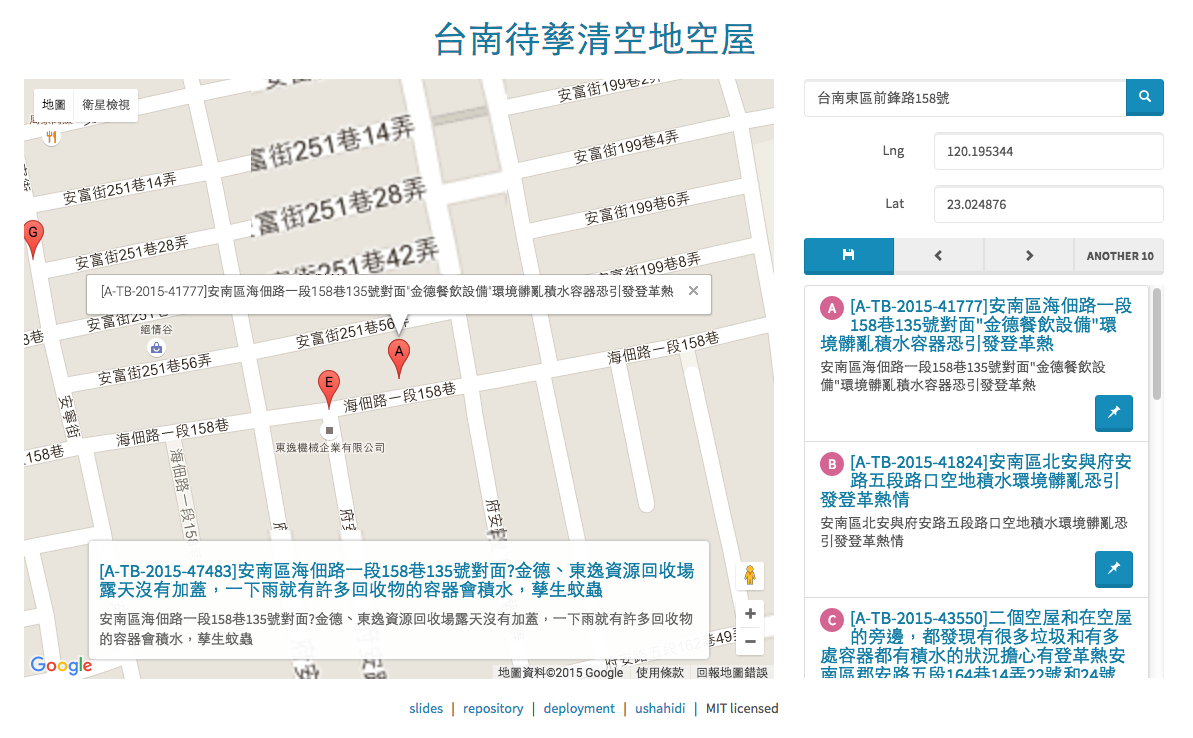 台南待孳清空地空屋
地圖
衛星檢視
安富街199巷2弄
安富街251巷14弄
富街251巷14弄
安富街199巷4弄
富街251巷28弄
安富街199巷6弄
G
安富街251巷28弄
251巷42弄
富街199巷8弄
[A-TB-2015-41777]安南區海佃路一段158巷135號對面"金德餐飲設備"環境髒亂積水容器恐引發登革熱
×
3巷
絕情谷
安富街251巷56弄
安富街251巷56弄
A
海佃路一段158巷
E
海佃路一段158巷
安寧街
海佃路一段158巷
158巷
東逸機械企業有限公司
海佃路一段158
府安
府安
[A-TB-2015-47483]安南區海佃路一段158巷135號對面?金德、東逸資源回收場
露天沒有加蓋，一下雨就有許多回收物的容器會積水，孳生蚊蟲
安南區海佃路一段158巷135號對面?金德、東逸資源回收場露天沒有加蓋，一下雨就有許多回收物
的容器會積水，孳生蚊蟲
+
−
Google
地圖資料©2015 Google
使用條款
回報地圖錯誤
台南東區前鋒路158號
Lng
120.195344
Lat
23.024876
ANOTHER 10
A [A-TB-2015-41777]安南區海佃路一段
158巷135號對面"金德餐飲設備"環
境髒亂積水容器恐引發登革熱
安南區海佃路一段158巷135號對面"金德餐飲設
備"環境髒亂積水容器恐引發登革熱
B [A-TB-2015-41824]安南區北安與府安
路五段路口空地積水環境髒亂恐引
發登革熱情
安南區北安與府安路五段路口空地積水環境髒亂恐
引發登革熱情
C [A-TB-2015-43550]二個空屋和在空屋
的旁邊，都發現有很多垃圾和有多
處容器都有積水的狀況擔心有登革熱安
南區郡安路五段164巷14弄22號和24號
slides | repository | deployment | ushahidi | MIT licensed